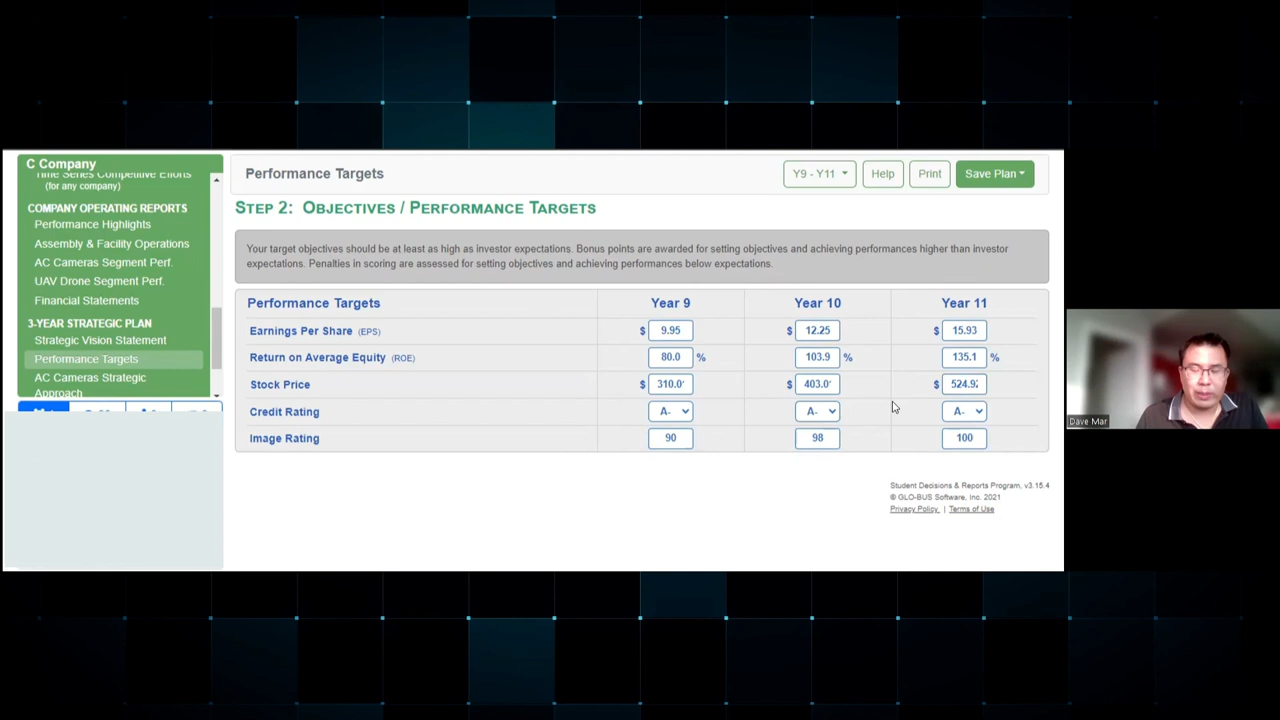 C Company
Time Series Competitive Efforts
(for any company)
COMPANY OPERATING REPORTS
Performance Highlights
Assembly & Facility Operations
AC Cameras Segment Perf.
UAV Drone Segment Perf.
Financial Statements
3-YEAR STRATEGIC PLAN
Strategic Vision Statement
Performance Targets
AC Cameras Strategic
Approach
Performance Targets
Y9 - Y11
Help
Print
Save Plan
STEP 2: OBJECTIVES / PERFORMANCE TARGETS
Your target objectives should be at least as high as investor expectations. Bonus points are awarded for setting objectives and achieving performances higher than investor
expectations. Penalties in scoring are assessed for setting objectives and achieving performances below expectations.
Performance Targets Year 9 Year 10 Year 11
Earnings Per Share (EPS) $ 9.95 $ 12.25 $ 15.93
Return on Average Equity (ROE) 80.0 % 103.9 % 135.1 %
Stock Price $ 310.0 $ 403.0 $ 524.9
Credit Rating A- A- A-
Image Rating 90 98 100
Student Decisions & Reports Program, v3.15.4
© GLO-BUS Software, Inc. 2021
Privacy Policy | Terms of Use
Dave Mar